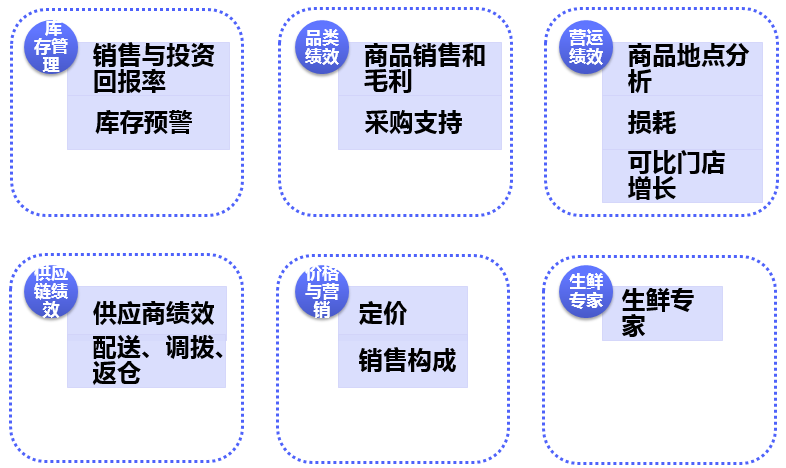 库
存管
理
销售与投资
回报率
库存预警
品类
绩效
商品销售和
毛利
采购支持
营运
绩效
商品地点分
析
损耗
可比门店
增长
供应
链绩
效
供应商绩效
配送、调拨、
返仓
价格
与营
销
定价
销售构成
生鲜
专家
生鲜专
家